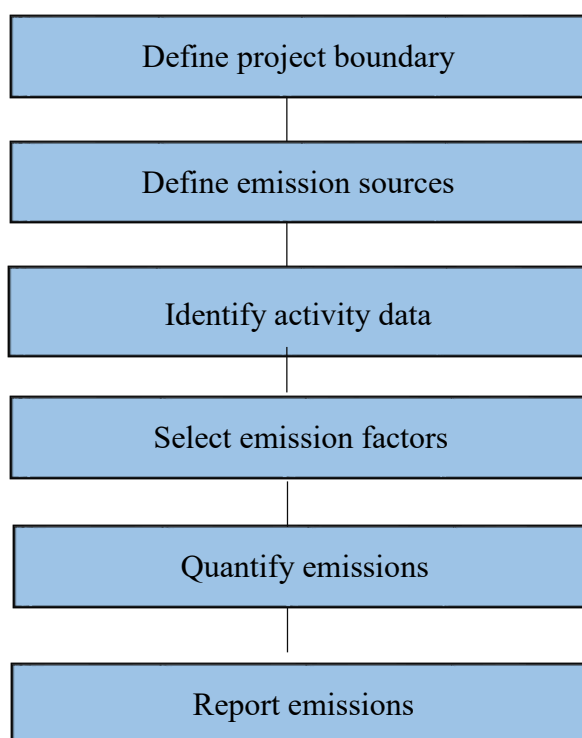 Define project boundary
Define emission sources
Identify activity data
Select emission factors
Quantify emissions
Report emissions